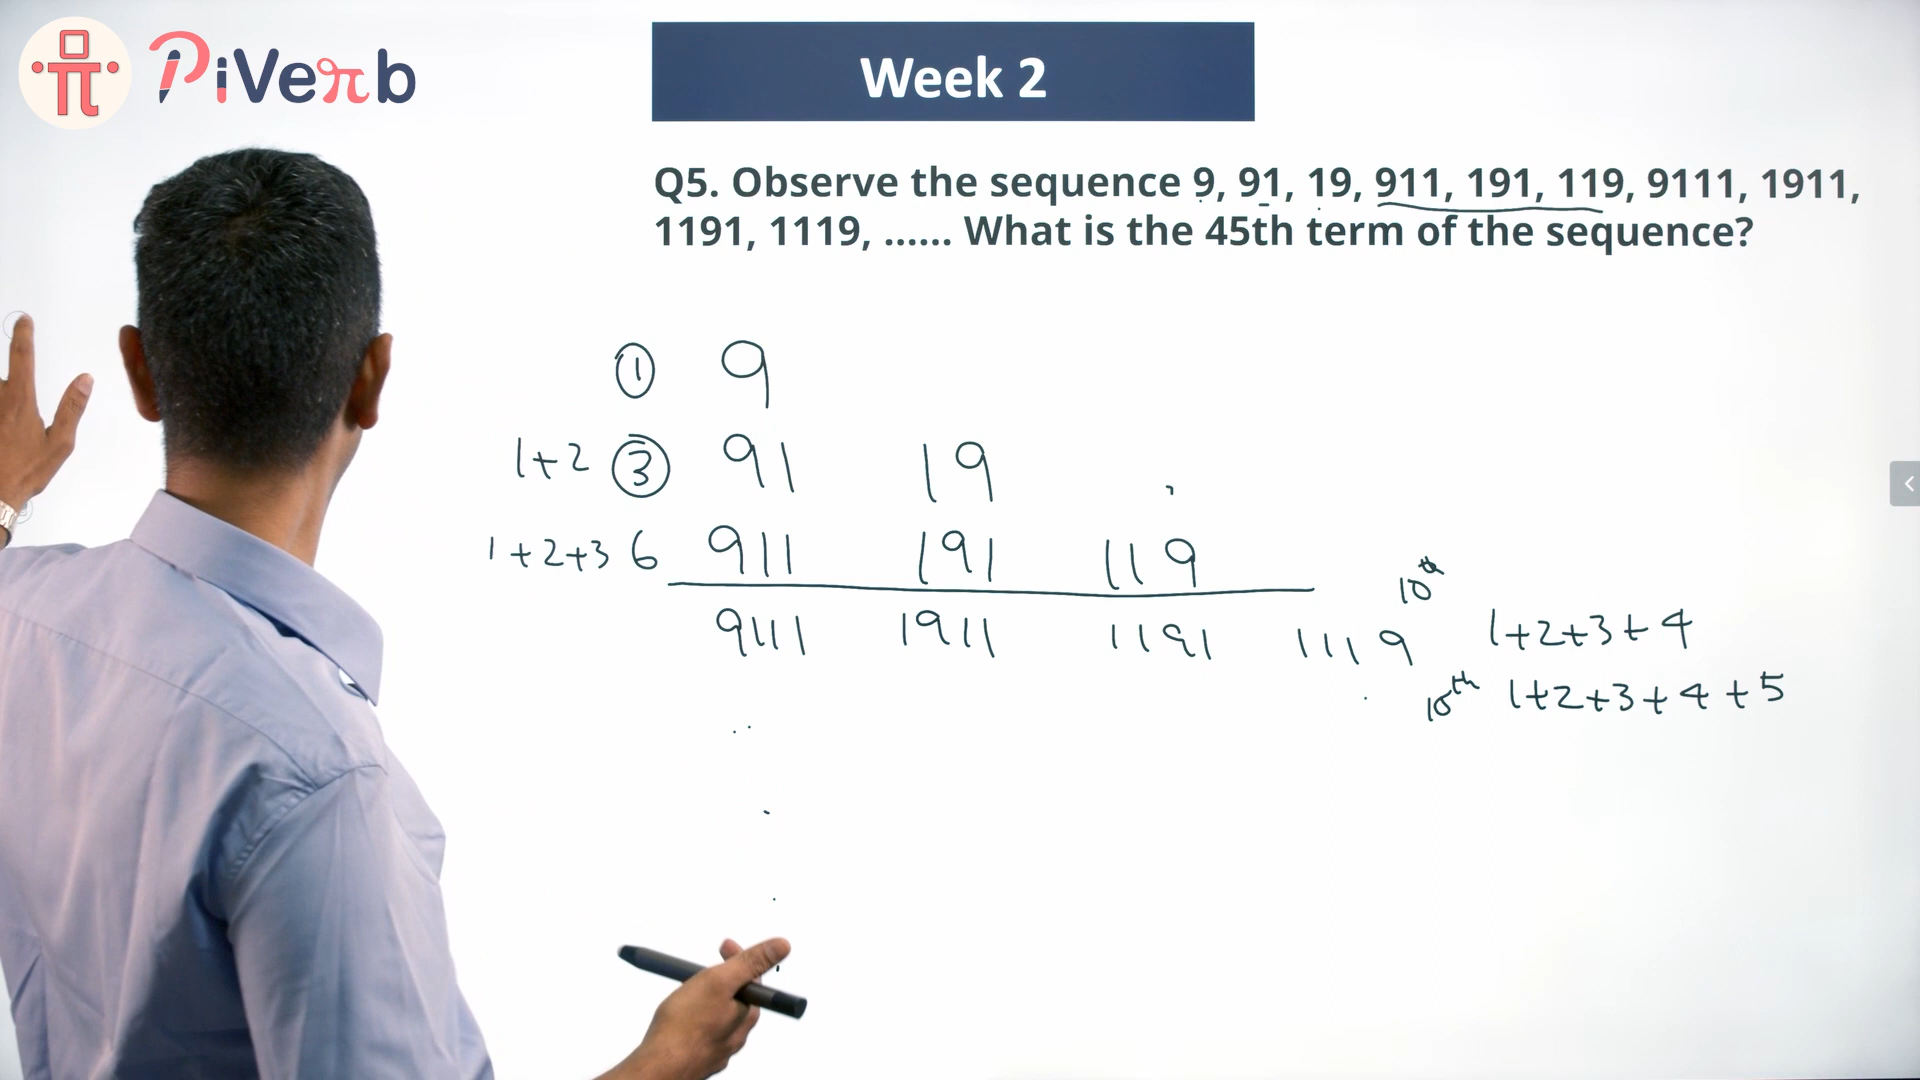 PiVerb
Week 2
Q5. Observe the sequence 9, 91, 19, 911, 191, 119, 9111, 1911,
1191, 1119, ...... What is the 45th term of the sequence?
1 9
1+2 3 91 19
1+2+3 6 911 191 119
10th
9111 1911 1191 1119 1+2+3+4
10th 1+2+3+4+5